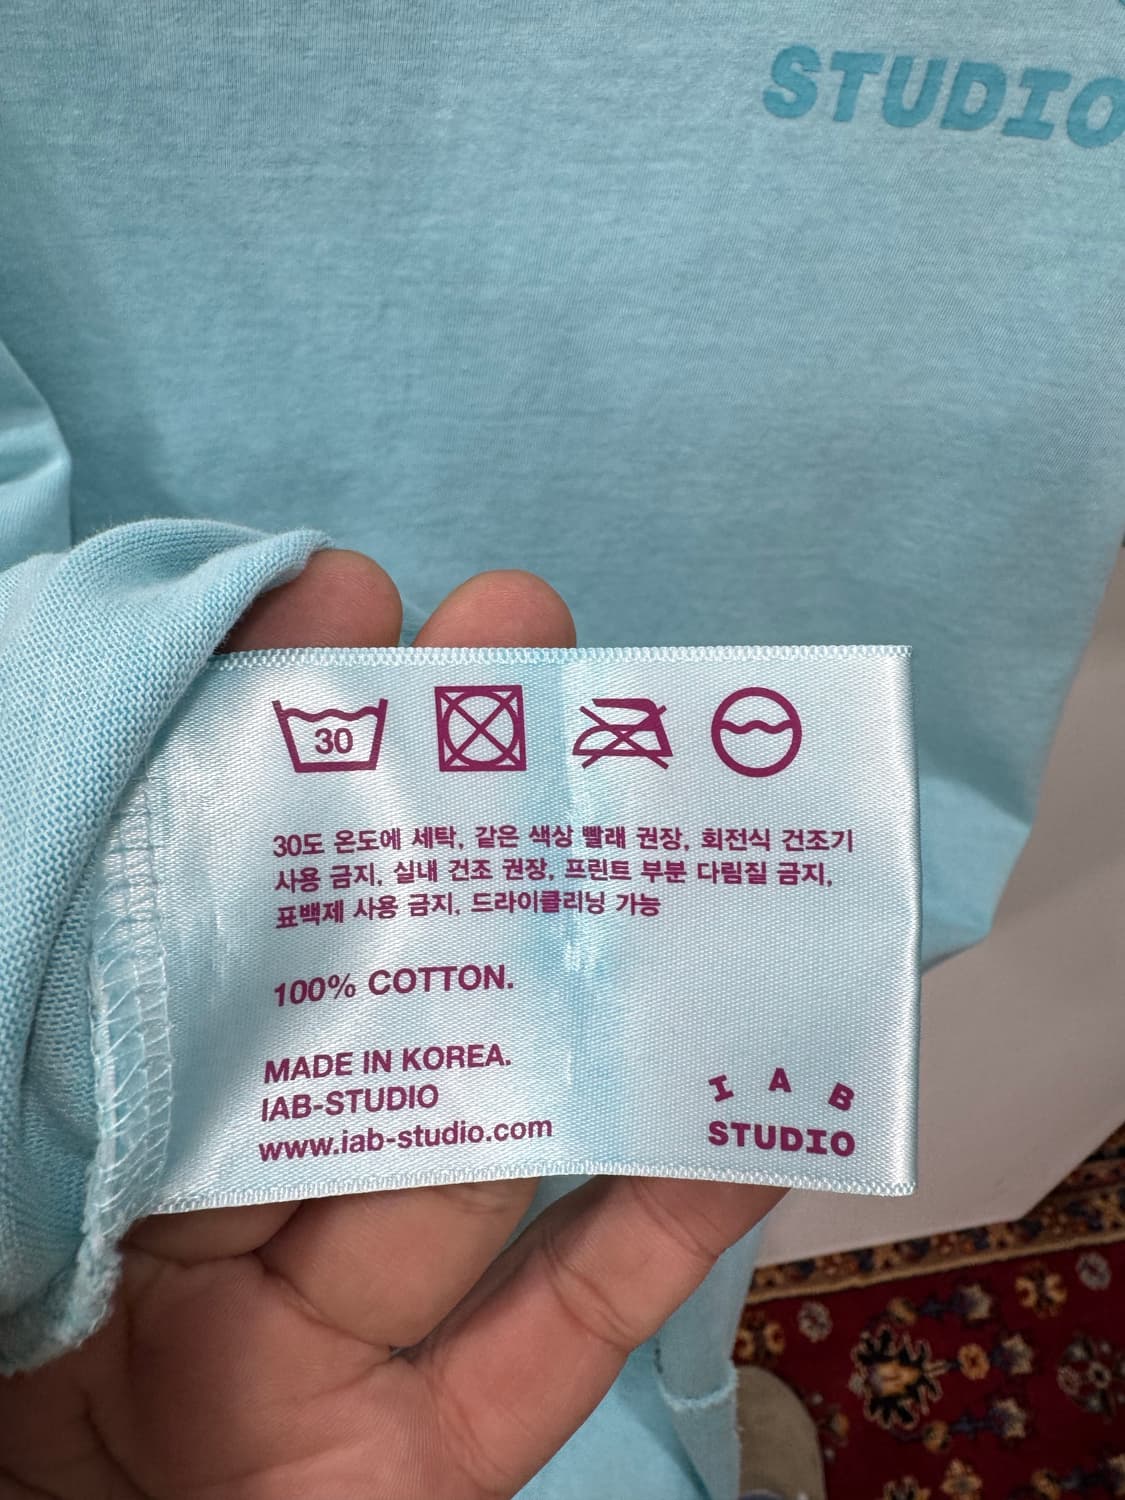 STUDIO
30
30도 온도에 세탁, 같은 색상 빨래 권장, 회전식 건조기
사용 금지, 실내 건조 권장, 프린트 부분 다림질 금지,
표백제 사용 금지, 드라이클리닝 가능
100% COTTON.
MADE IN KOREA.
IAB-STUDIO
www.iab-studio.com
I A B
STUDIO